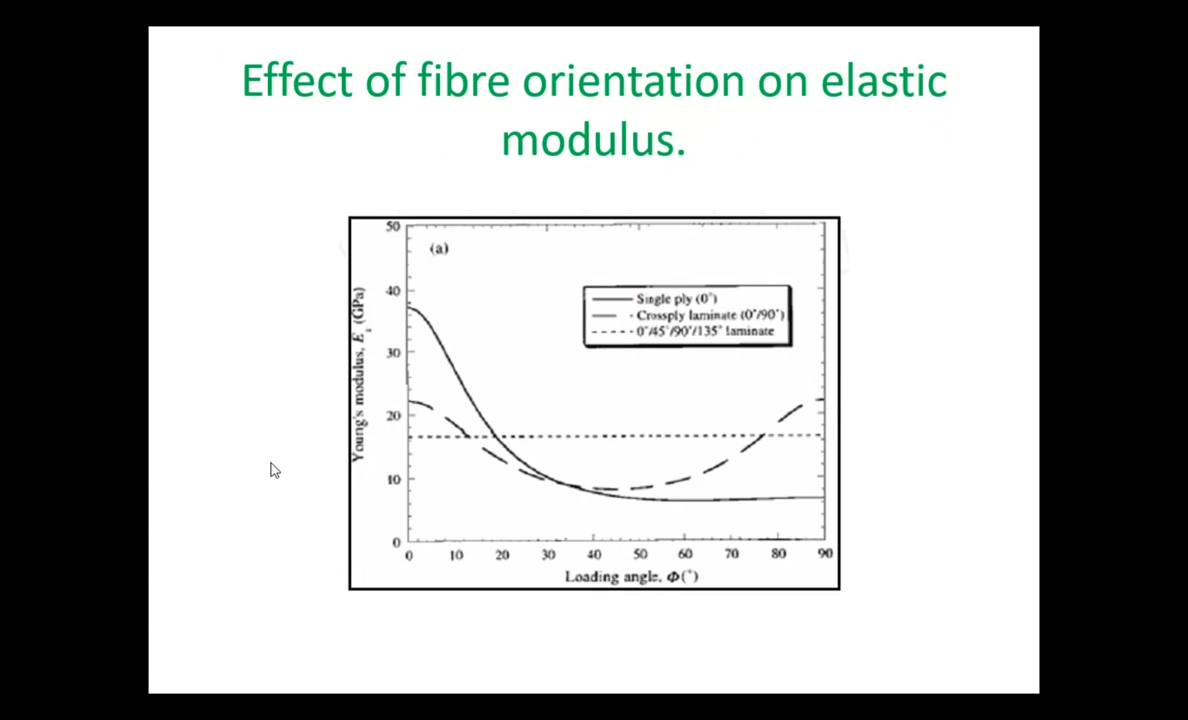 Effect of fibre orientation on elastic
modulus.
50
(a)
40
30
20
10
0
Young's modulus, E (GPa)
Single ply (0°)
Crossply laminate (0°/90°)
0°/45°/90°/135° laminate
0 10 20 30 40 50 60 70 80 90
Loading angle, Φ(°)